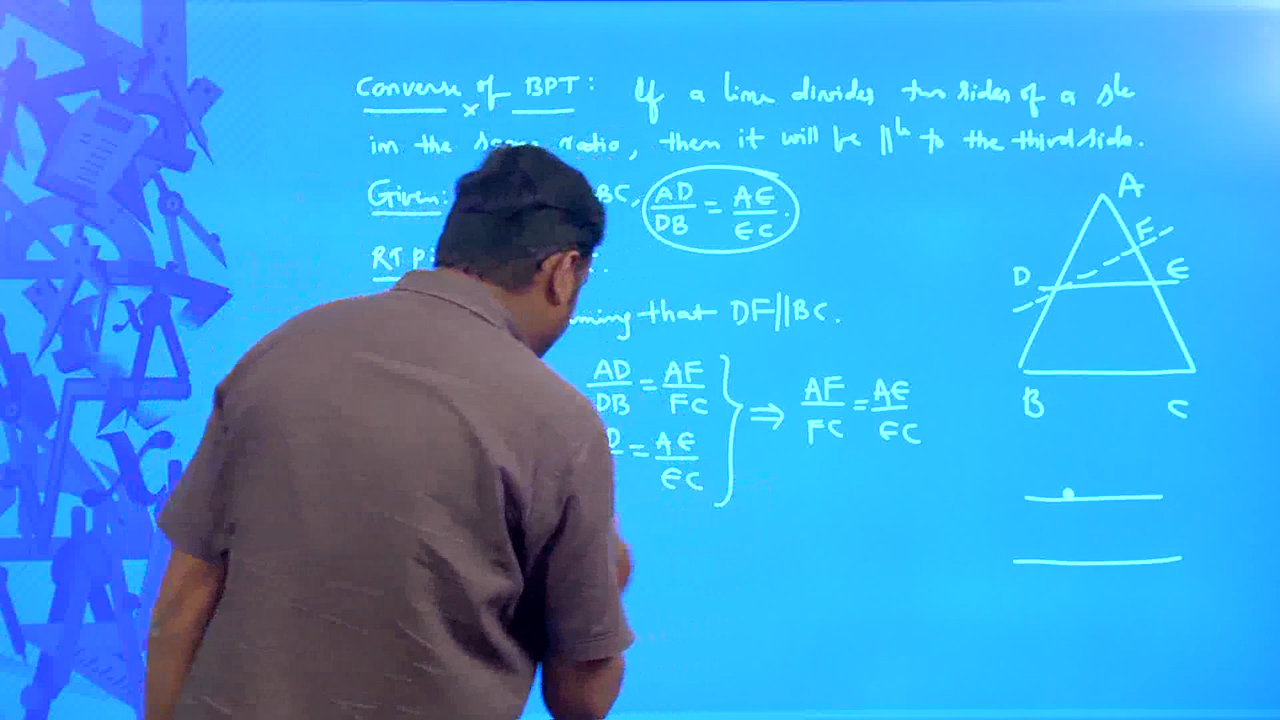 Converse of BPT: If a line divides two sides of a Δle
x
in the same ratio, then it will be ∥le to the third side.
Given: BC, AD/DB = AE/EC.
RTP:
ming that DF∥BC.
AD/DB = AF/FC
= AE/EC
⇒ AF/FC = AE/EC
A
F
D E
B C